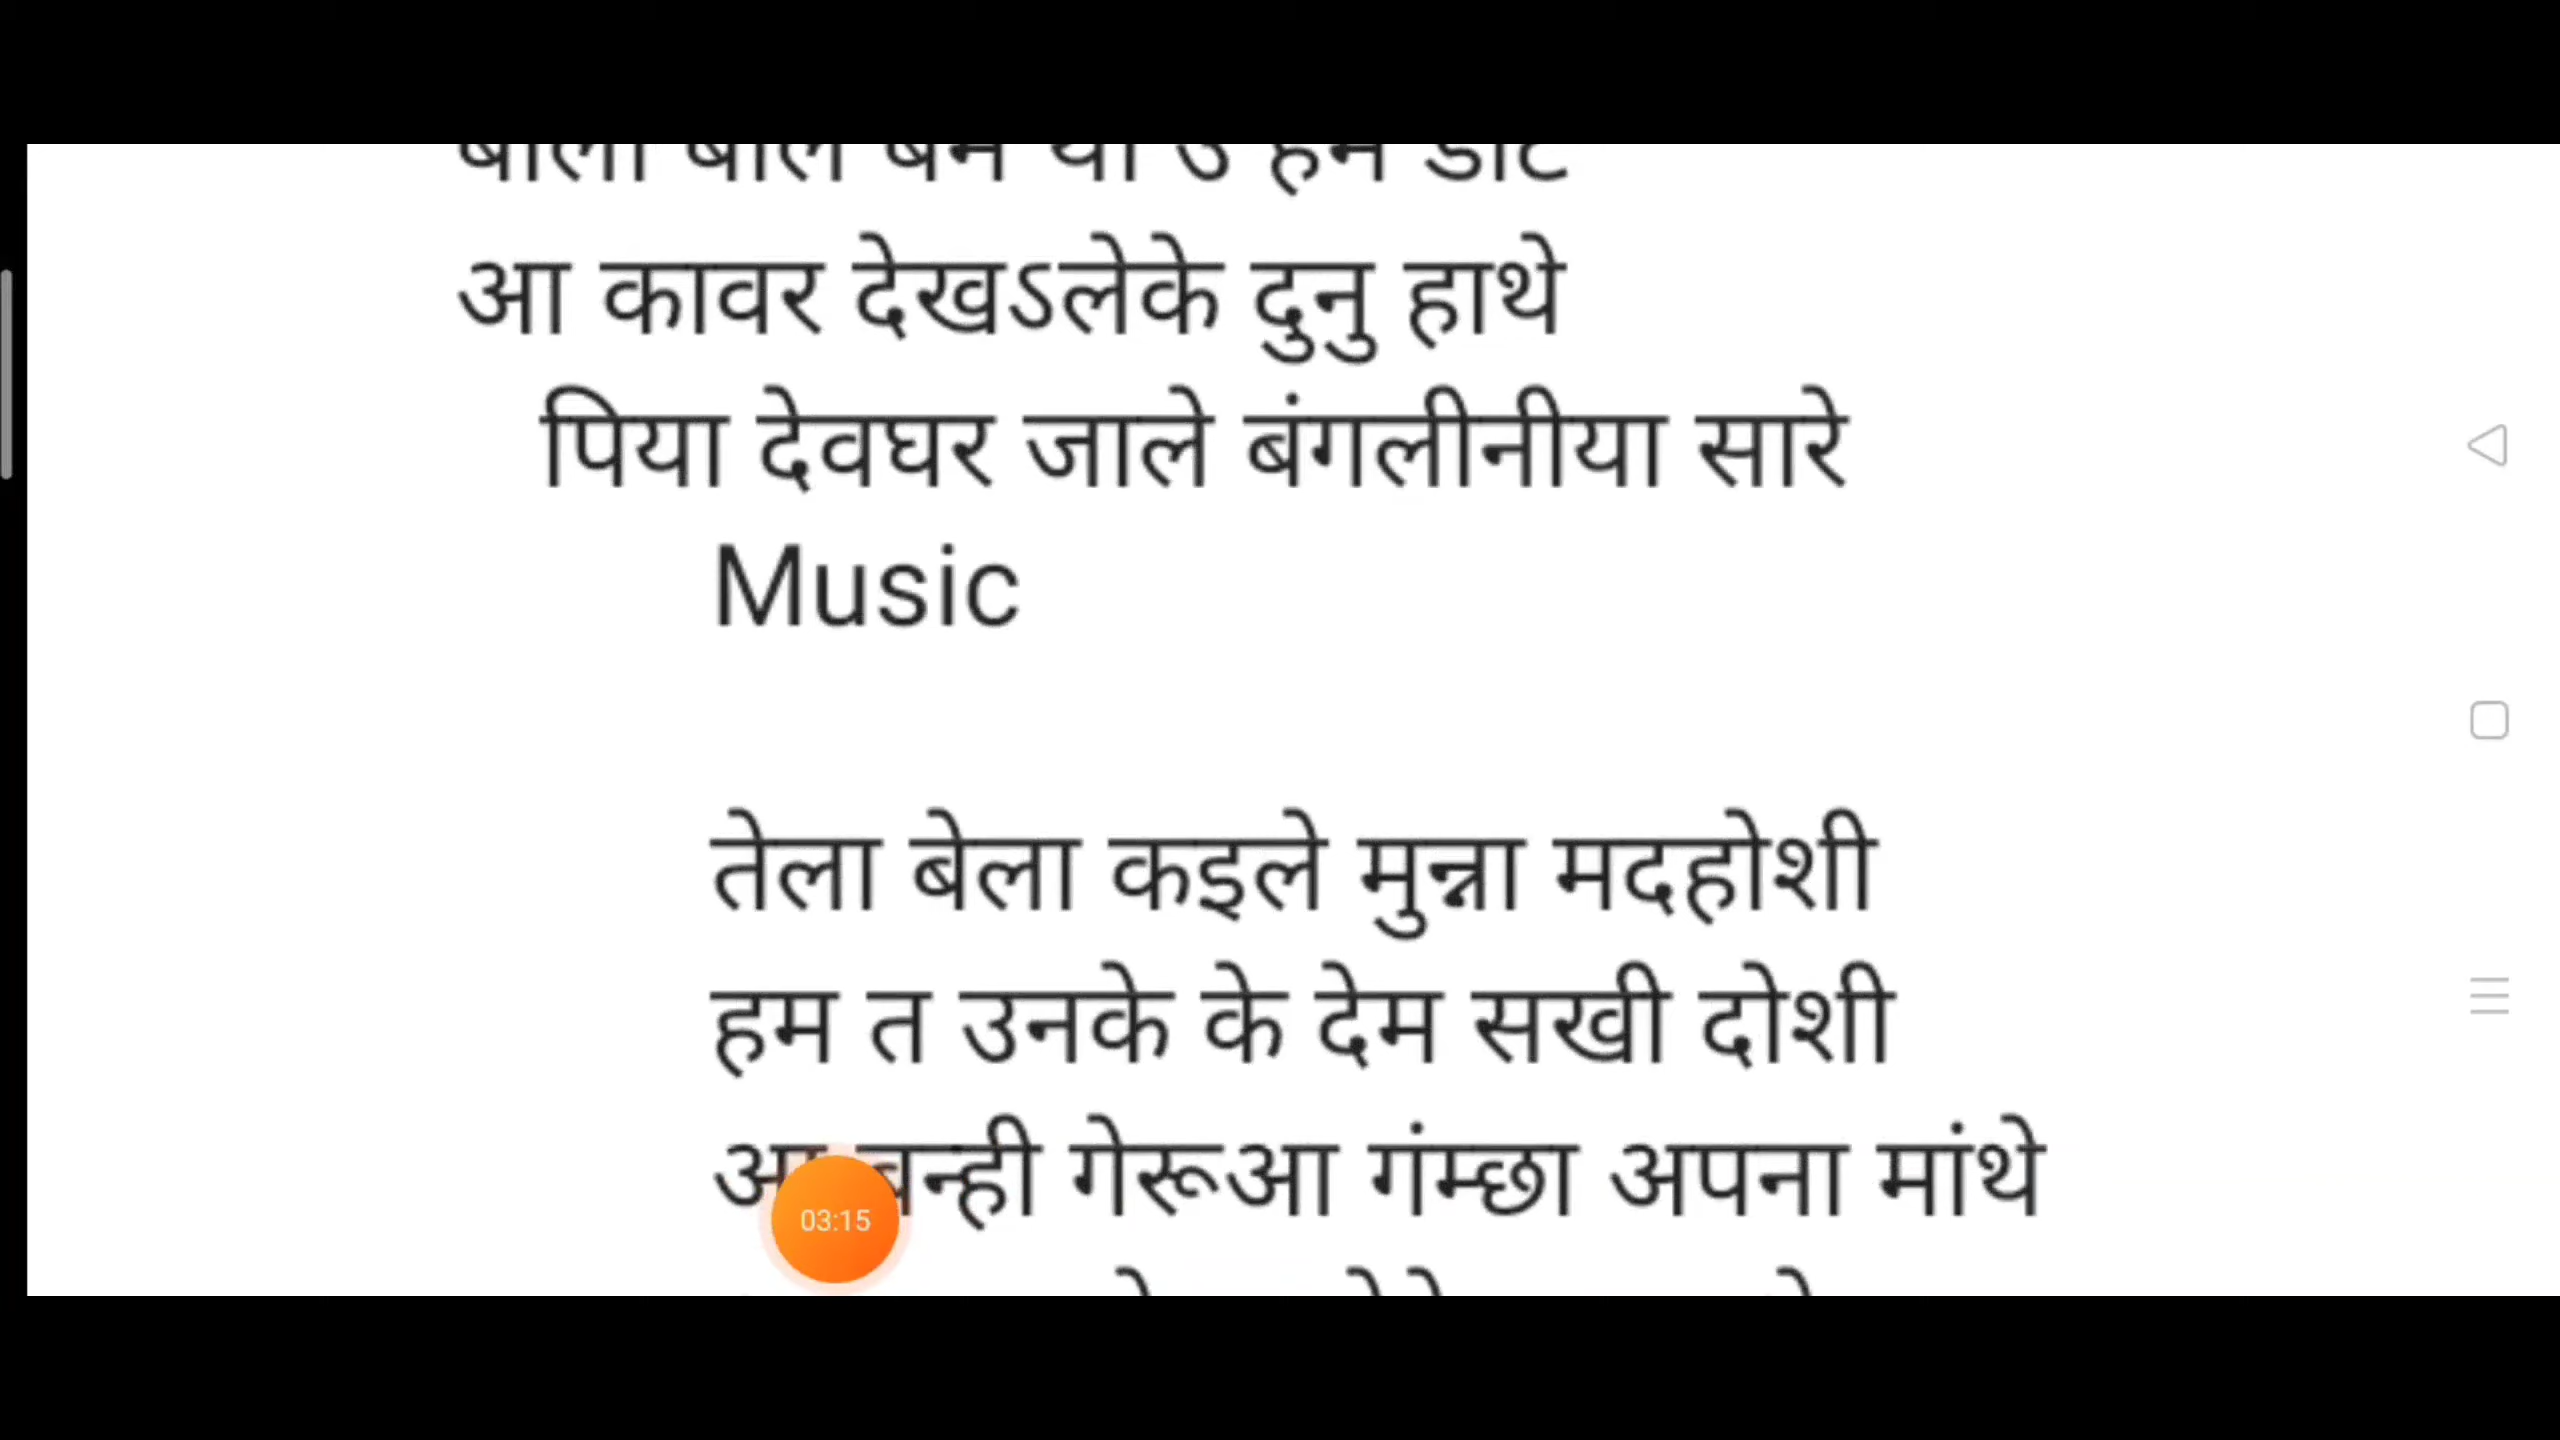 आ कावर देखऽलेके दुनु हाथे
पिया देवघर जाले बंगलीनीया सारे
Music
तेला बेला कइले मुन्ना मदहोशी
हम त उनके के देम सखी दोशी
गेरूआ गंम्छा अपना मांथे
03:15